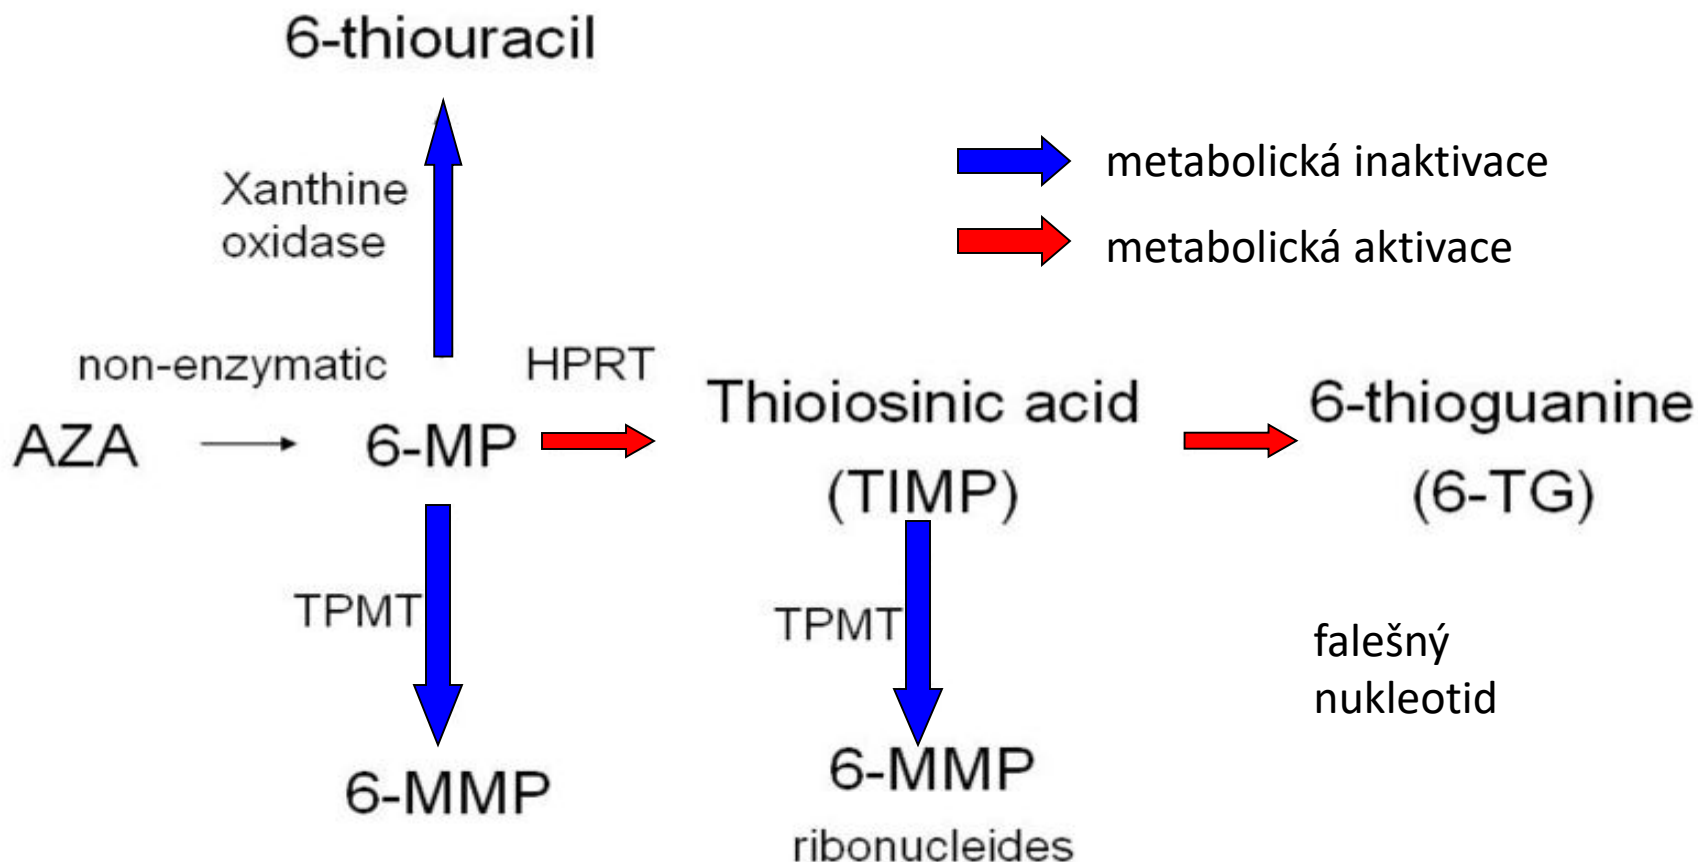 6-thiouracil
Xanthine
oxidase
metabolická inaktivace
metabolická aktivace
non-enzymatic
HPRT
AZA
6-MP
Thioiosinic acid
(TIMP)
6-thioguanine
(6-TG)
TPMT
TPMT
falešný
nukleotid
6-MMP
6-MMP
ribonucleides